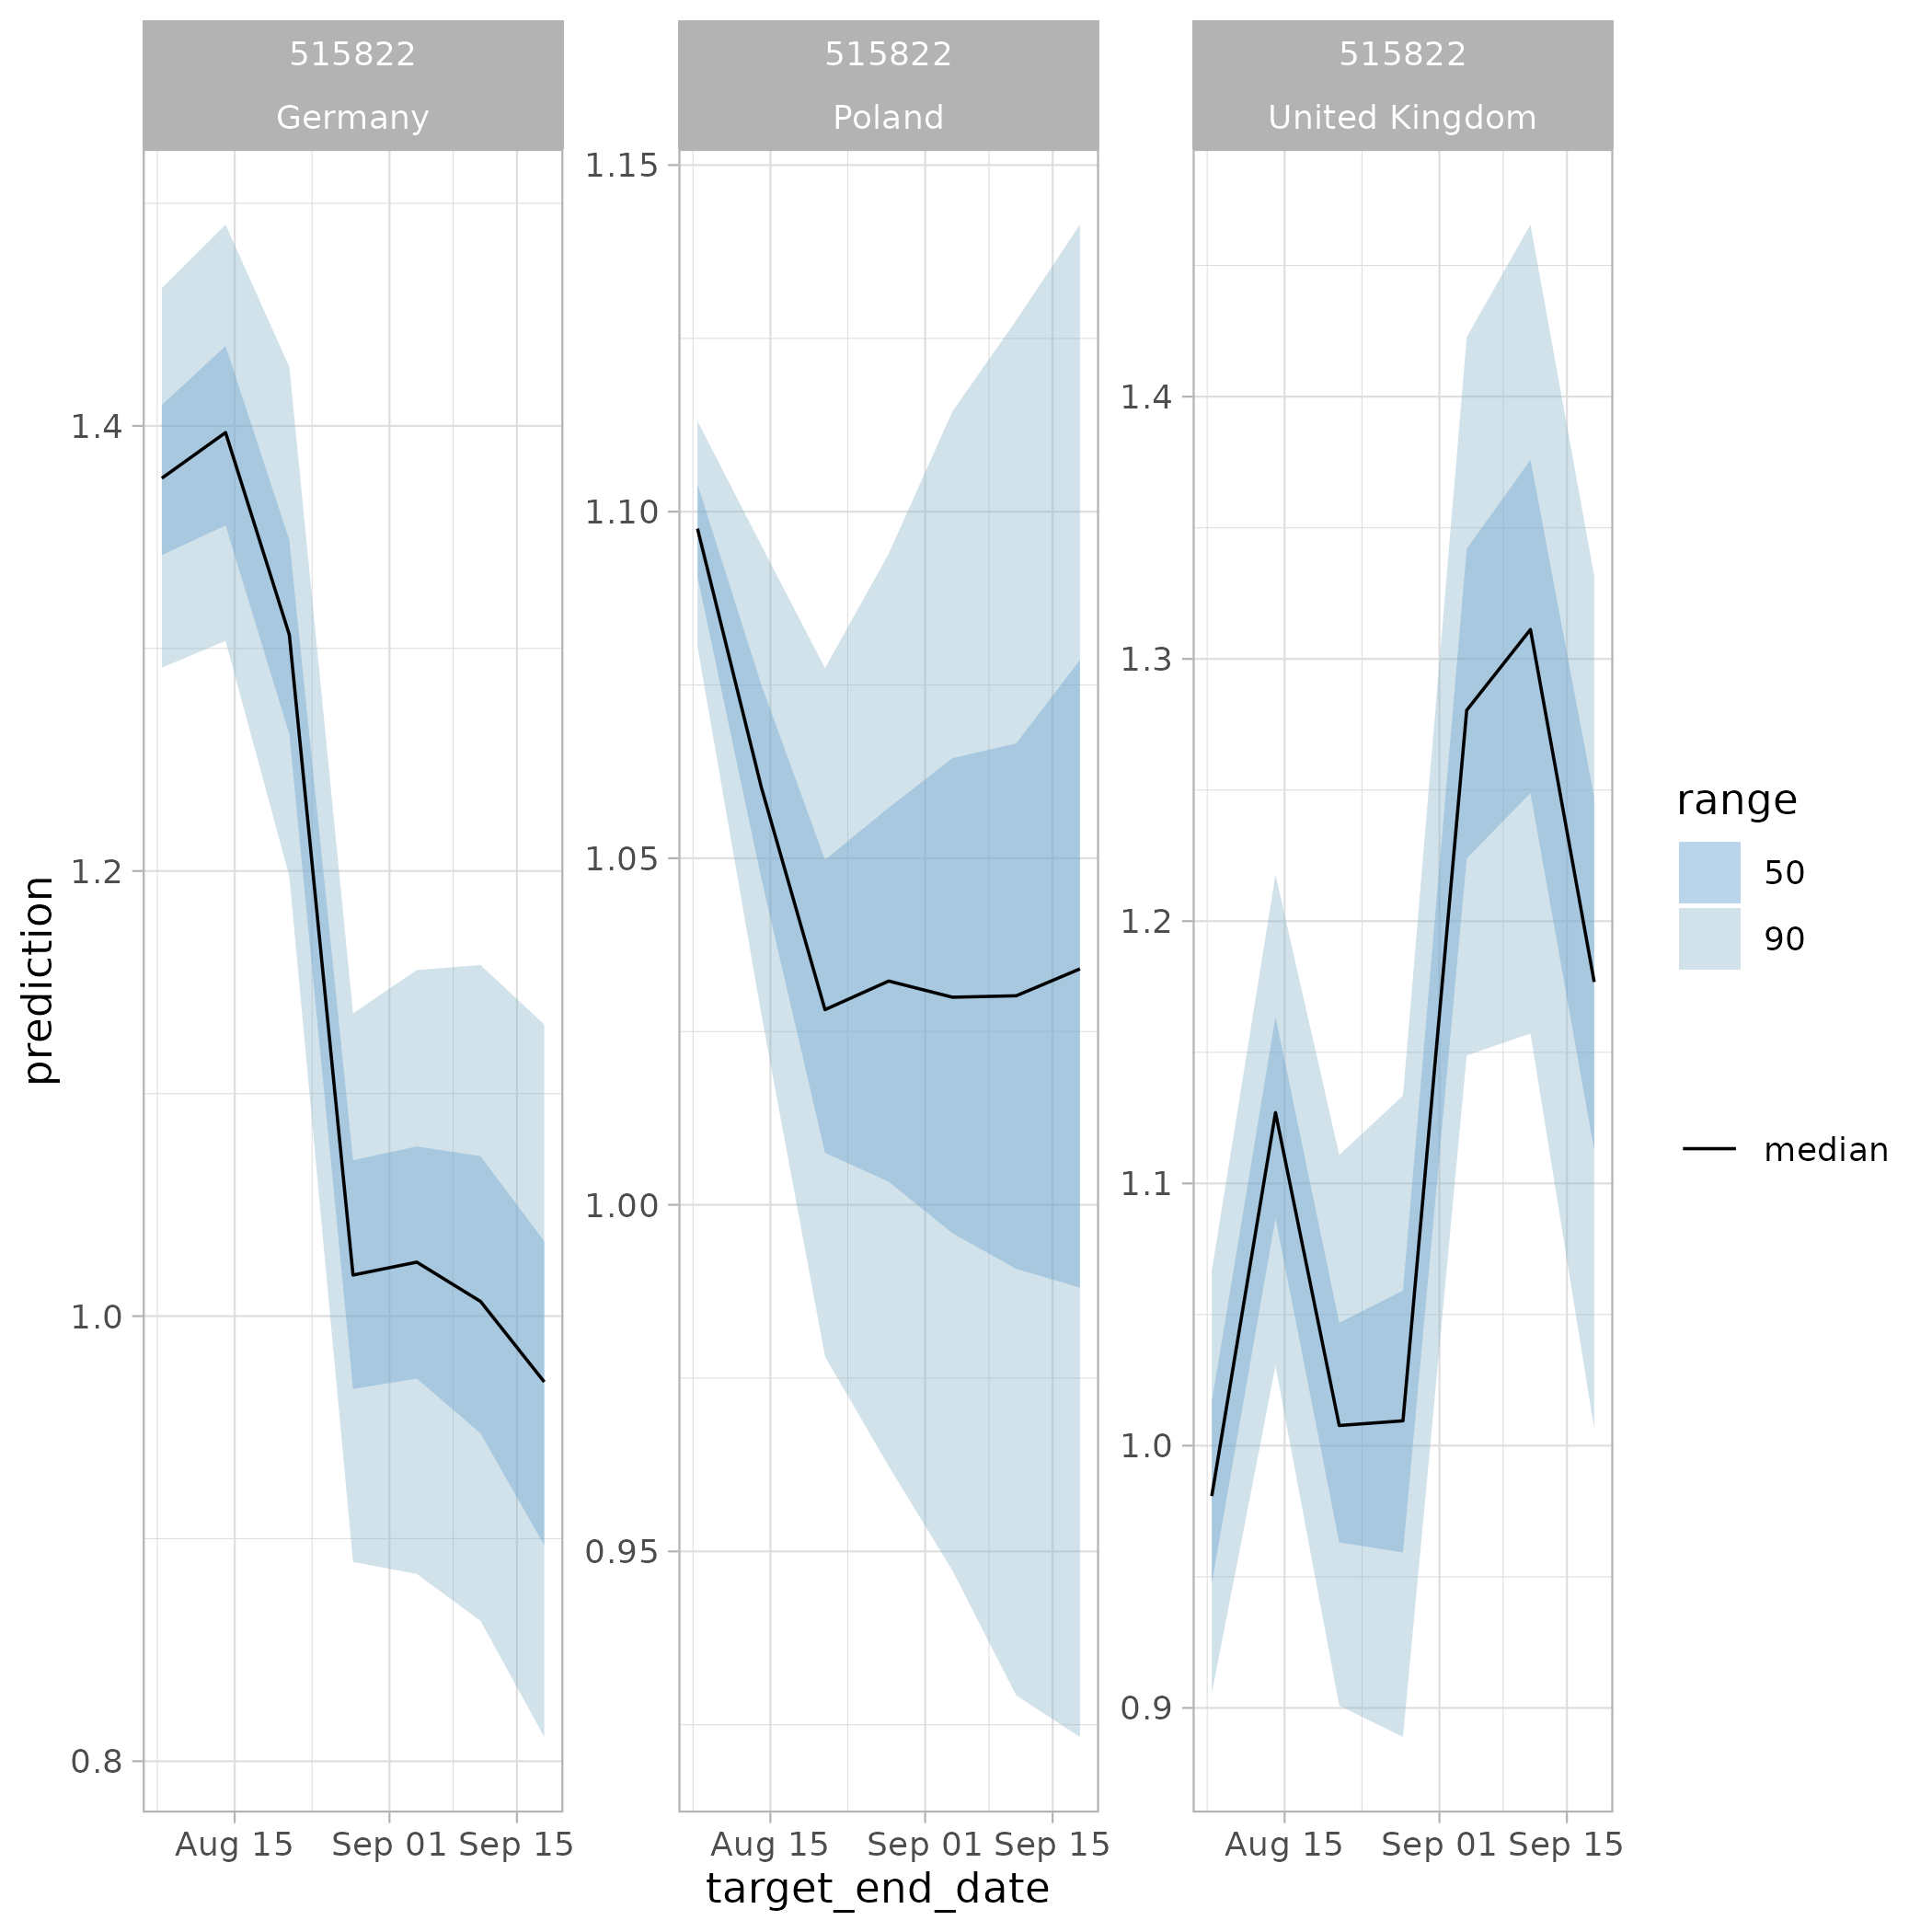 515822
Germany
515822
Poland
515822
United Kingdom
prediction
1.4
1.2
1.0
0.8
1.15
1.10
1.05
1.00
0.95
1.4
1.3
1.2
1.1
1.0
0.9
Aug 15 Sep 01 Sep 15
Aug 15 Sep 01 Sep 15
Aug 15 Sep 01 Sep 15
target_end_date
range
50
90
median